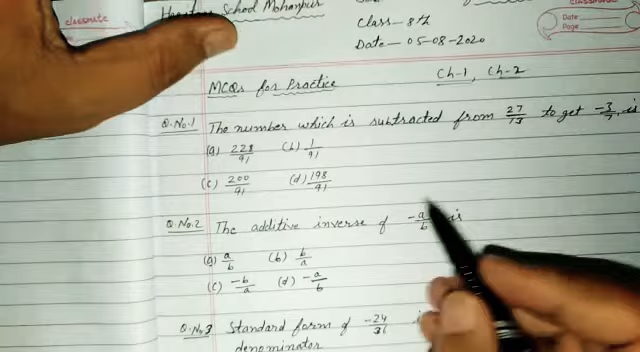 classmate
School Mohanpur
Class - 8th
Date - 05-08-2020
Date
Page
MCQs for Practice
Ch-1, Ch-2
Q.No.1 The number which is subtracted from 27/13 to get -3/7, is
(a) 228/91 (b) 1/91
(c) 200/91 (d) 198/91
Q.No.2 The additive inverse of -a/b is
(a) a/b (b) b/a
(c) -b/a (d) -a/b
Q.No.3 Standard form of -24/36
denominator